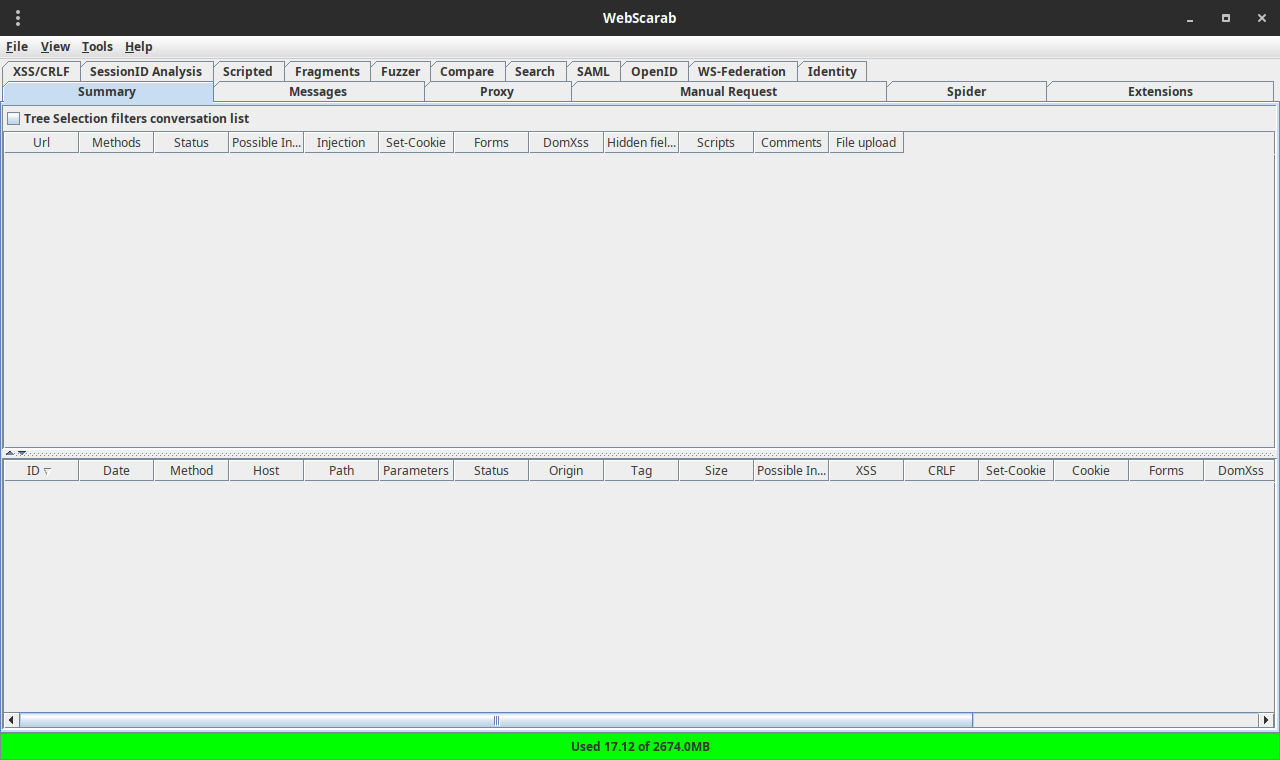 WebScarab
File View Tools Help
XSS/CRLF SessionID Analysis Scripted Fragments Fuzzer Compare Search SAML OpenID WS-Federation Identity
Summary Messages Proxy Manual Request Spider Extensions
Tree Selection filters conversation list
Url Methods Status Possible In... Injection Set-Cookie Forms DomXss Hidden fiel... Scripts Comments File upload
ID Date Method Host Path Parameters Status Origin Tag Size Possible In... XSS CRLF Set-Cookie Cookie Forms DomXss
Used 17.12 of 2674.0MB